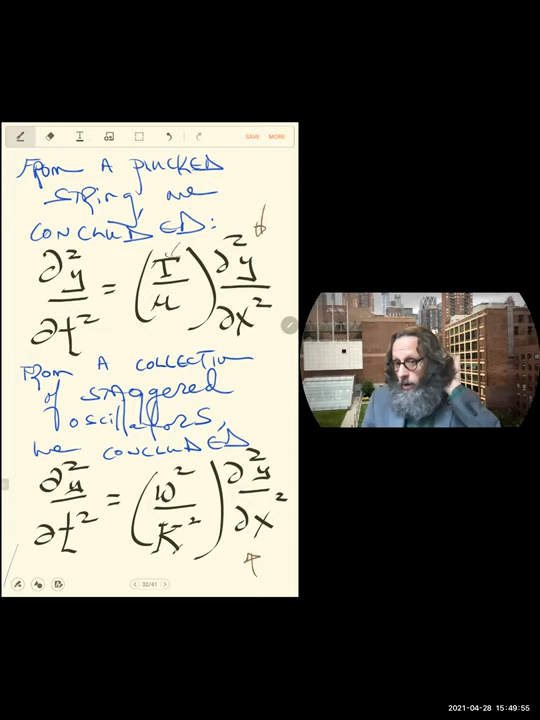 SAVE MORE
From A plucked
string we
concluded:
∂²y/∂t² = (T/μ) ∂²y/∂x²
From A collection
of staggered
oscillators,
we concluded
∂²y/∂t² = (ω²/K²) ∂²y/∂x²
32/41
2021-04-28 15:49:55